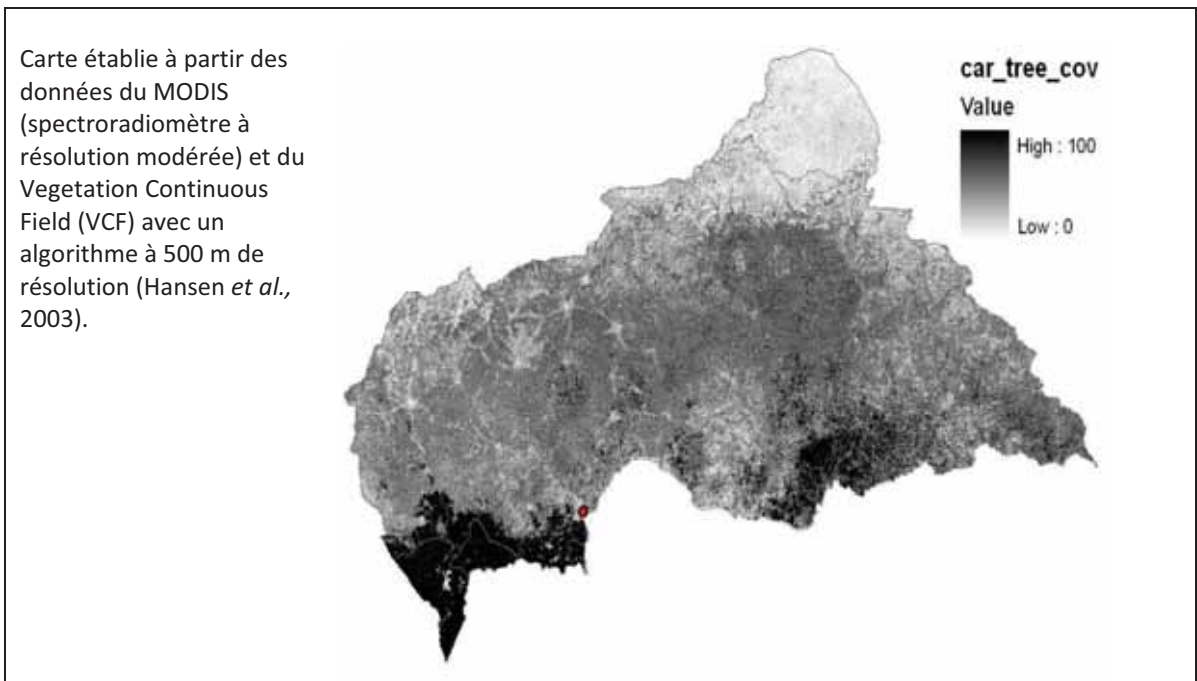 Carte établie à partir des
données du MODIS
(spectroradiomètre à
résolution modérée) et du
Vegetation Continuous
Field (VCF) avec un
algorithme à 500 m de
résolution (Hansen et al.,
2003).
car_tree_cov
Value
High : 100
Low : 0